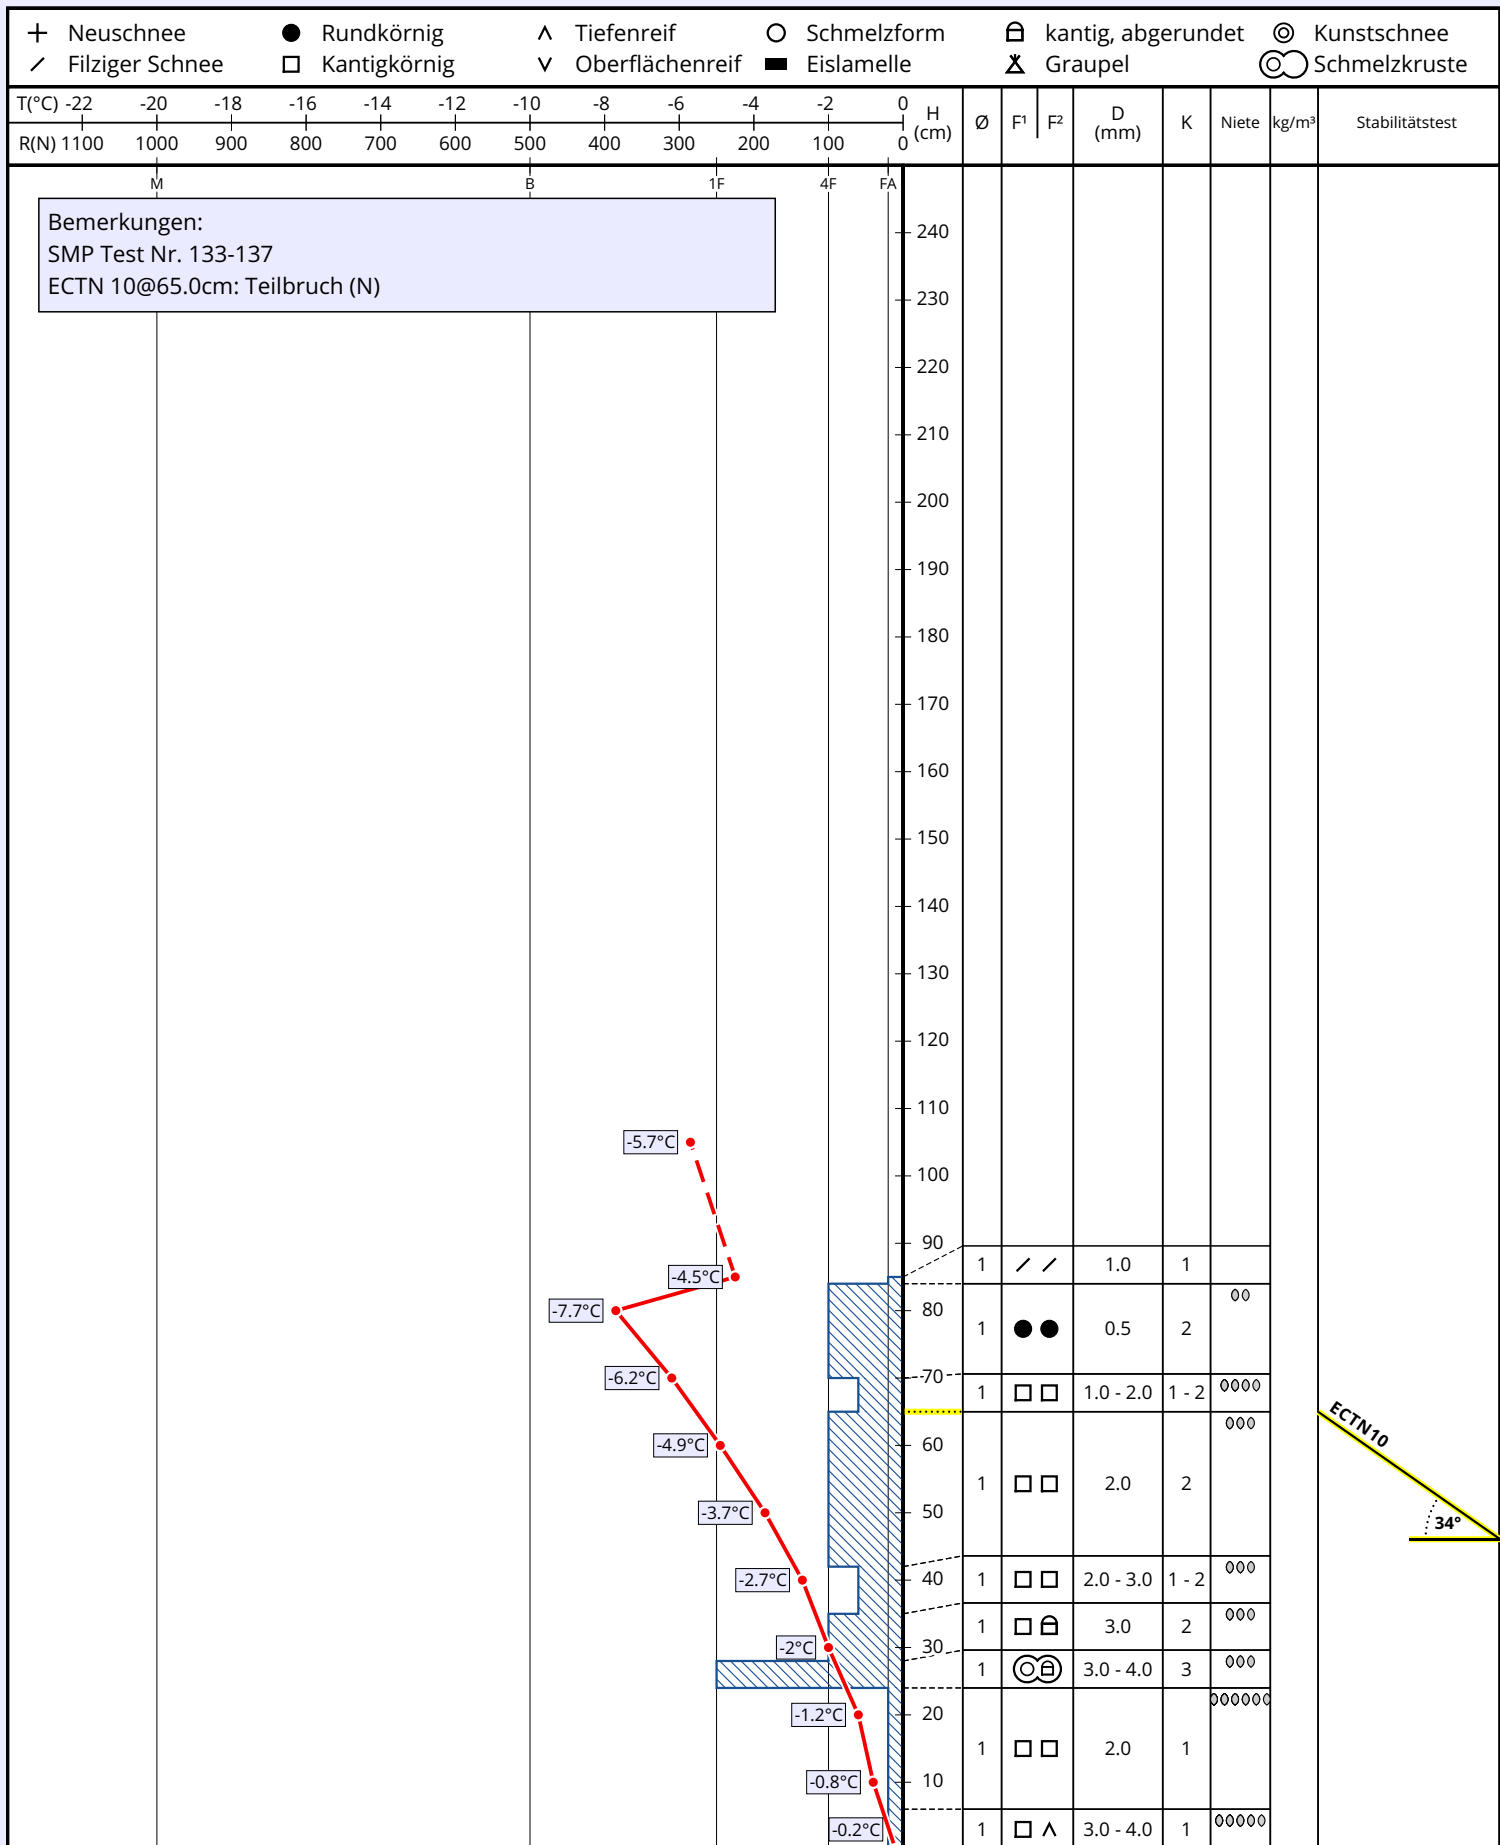 Neuschnee Rundkörnig Tiefenreif Schmelzform kantig, abgerundet Kunstschnee
Filziger Schnee Kantigkörnig Oberflächenreif Eislamelle Graupel Schmelzkruste
T(°C) -22 -20 -18 -16 -14 -12 -10 -8 -6 -4 -2 0
R(N) 1100 1000 900 800 700 600 500 400 300 200 100 0
H (cm) Ø F¹ F² D (mm) K Niete kg/m³ Stabilitätstest
M B 1F 4F FA
Bemerkungen:
SMP Test Nr. 133-137
ECTN 10@65.0cm: Teilbruch (N)
240
230
220
210
200
190
180
170
160
150
140
130
120
110
-5.7°C
100
90
1 1.0 1
-4.5°C
-7.7°C 80
1 0.5 2
-6.2°C 70
1 1.0 - 2.0 1 - 2
ECTN10
-4.9°C 60
1 2.0 2
-3.7°C 50
34°
-2.7°C 40 1 2.0 - 3.0 1 - 2
1 3.0 2
-2°C 30
1 3.0 - 4.0 3
-1.2°C 20
1 2.0 1
-0.8°C 10
-0.2°C 1 3.0 - 4.0 1